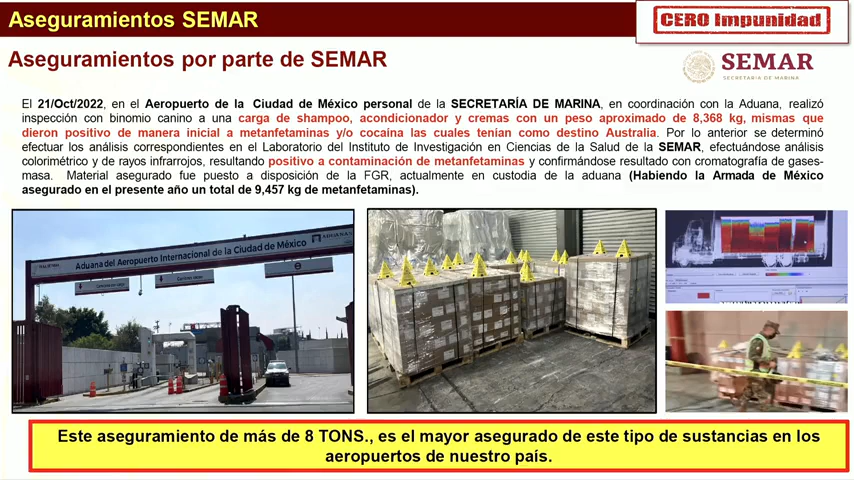 Aseguramientos SEMAR
CERO Impunidad
Aseguramientos por parte de SEMAR
SEMAR
SECRETARÍA DE MARINA
El 21/Oct/2022, en el Aeropuerto de la Ciudad de México personal de la SECRETARÍA DE MARINA, en coordinación con la Aduana, realizó
inspección con binomio canino a una carga de shampoo, acondicionador y cremas con un peso aproximado de 8,368 kg, mismas que
dieron positivo de manera inicial a metanfetaminas y/o cocaína las cuales tenían como destino Australia. Por lo anterior se determinó
efectuar los análisis correspondientes en el Laboratorio del Instituto de Investigación en Ciencias de la Salud de la SEMAR, efectuándose análisis
colorimétrico y de rayos infrarrojos, resultando positivo a contaminación de metanfetaminas y confirmándose resultado con cromatografía de gases-
masa. Material asegurado fue puesto a disposición de la FGR, actualmente en custodia de la aduana (Habiendo la Armada de México
asegurado en el presente año un total de 9,457 kg de metanfetaminas).
Aduana del Aeropuerto Internacional de la Ciudad de México
ADUANAS
Este aseguramiento de más de 8 TONS., es el mayor asegurado de este tipo de sustancias en los
aeropuertos de nuestro país.